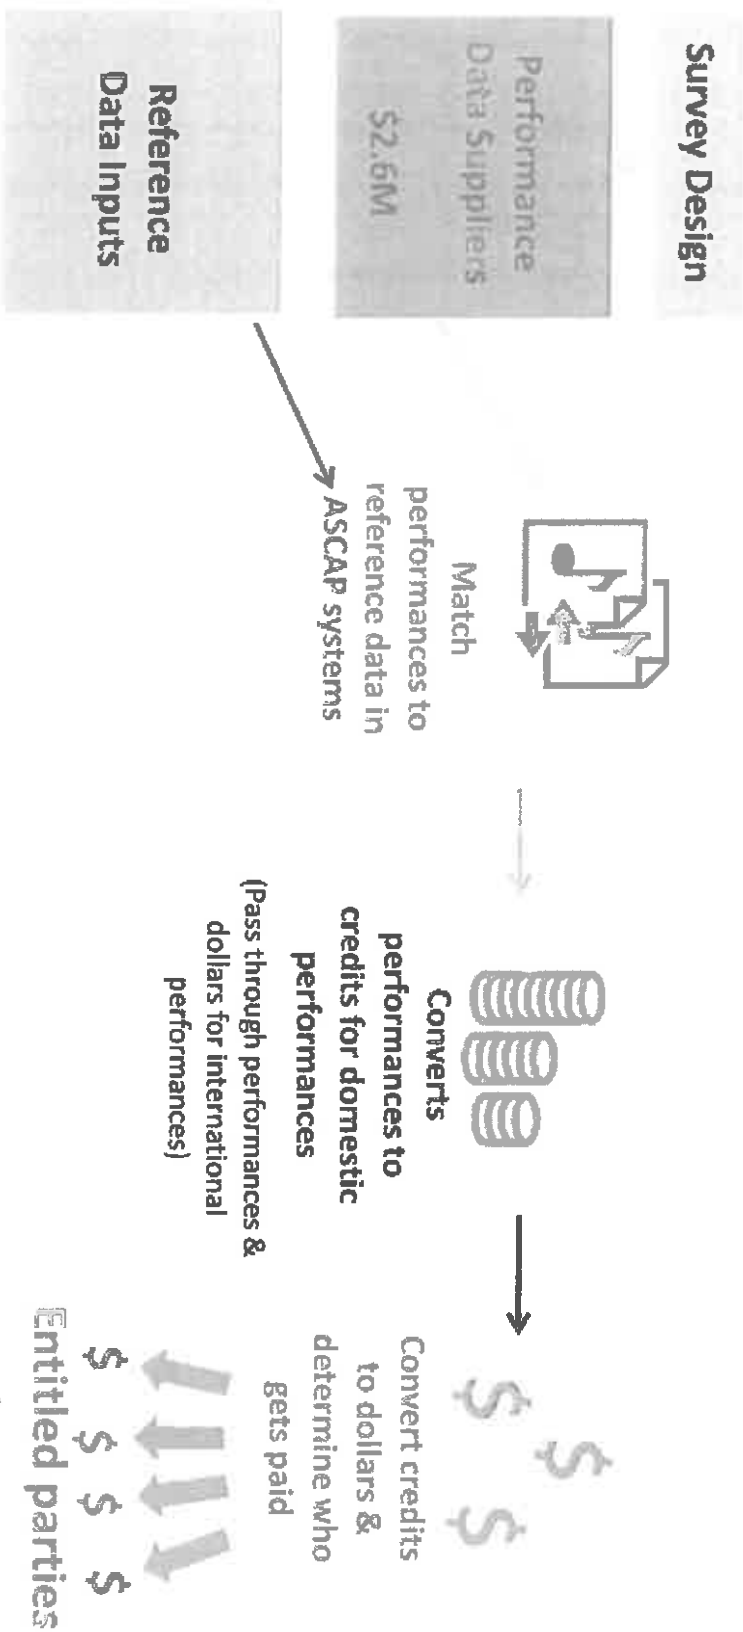 Survey Design
Performance
Data Suppliers
$2.6M
Reference
Data Inputs
Match
performances to
reference data in
ASCAP systems
Converts
performances to
credits for domestic
performances
(Pass through performances &
dollars for international
performances)
$ $ $
Convert credits
to dollars &
determine who
gets paid
$ $ $ $
Entitled parties